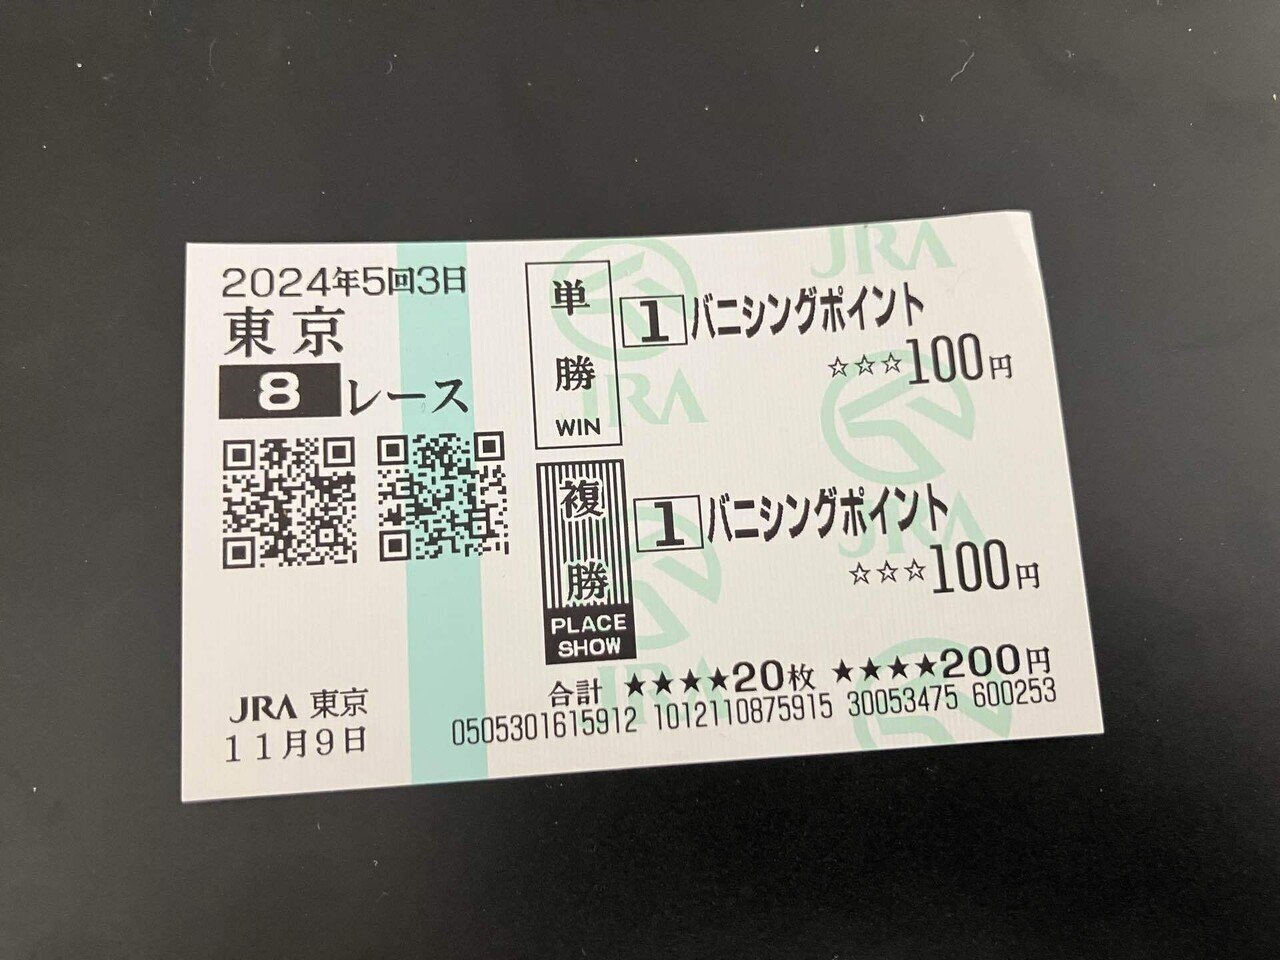 2024年5回3日
東京
8レース
JRA 東京
11月9日
単勝
WIN
1 バニシングポイント
☆☆☆100円
複勝
PLACE
SHOW
1 バニシングポイント
☆☆☆100円
合計 ★★★★20枚 ★★★★200円
0505301615912 1012110875915 30053475 600253
JRA
JRA
JRA
JRA